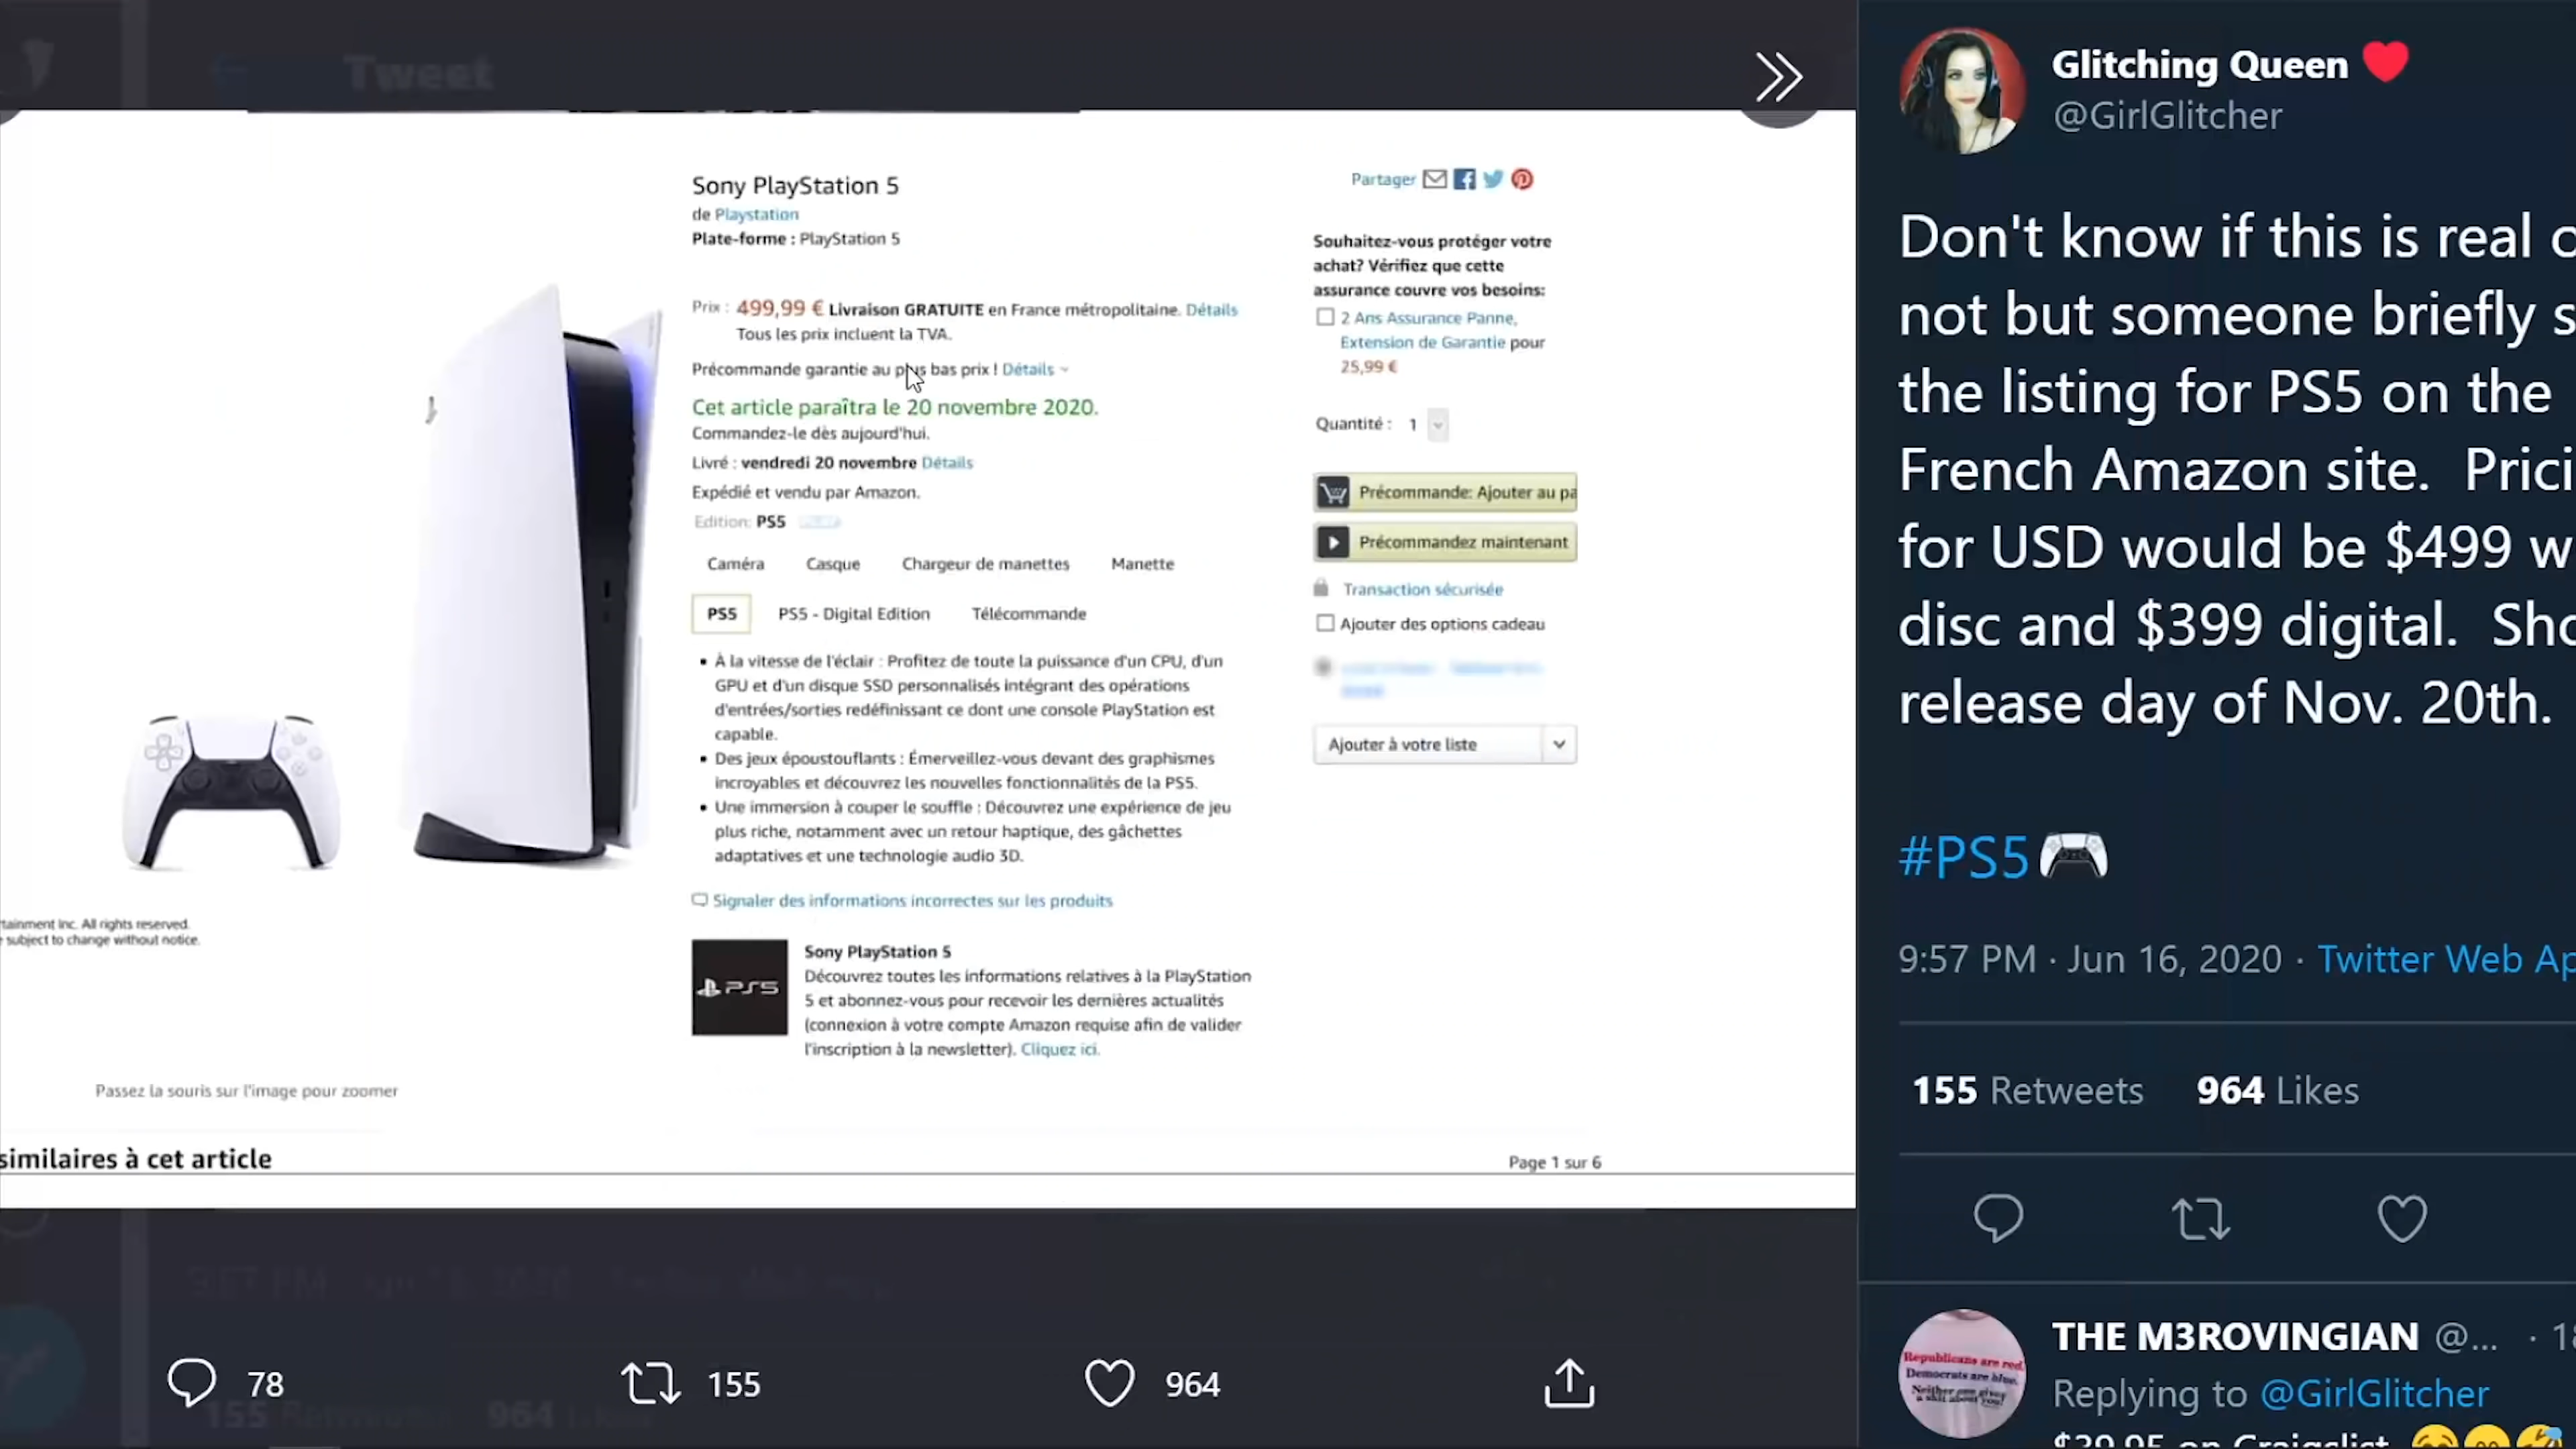 Tweet
Sony PlayStation 5
de Playstation
Plate-forme : PlayStation 5
Prix : 499,99 € Livraison GRATUITE en France métropolitaine. Détails
Tous les prix incluent la TVA.
Précommande garantie au plus bas prix ! Détails
Cet article paraîtra le 20 novembre 2020.
Commandez-le dès aujourd'hui.
Livré : vendredi 20 novembre Détails
Expédié et vendu par Amazon.
Edition: PS5
Caméra Casque Chargeur de manettes Manette
PS5 PS5 - Digital Edition Télécommande
• À la vitesse de l'éclair : Profitez de toute la puissance d'un CPU, d'un
GPU et d'un disque SSD personnalisés intégrant des opérations
d'entrées/sorties redéfinissant ce dont une console PlayStation est
capable.
• Des jeux époustouflants : Émerveillez-vous devant des graphismes
incroyables et découvrez les nouvelles fonctionnalités de la PS5.
• Une immersion à couper le souffle : Découvrez une expérience de jeu
plus riche, notamment avec un retour haptique, des gâchettes
adaptatives et une technologie audio 3D.
Signaler des informations incorrectes sur les produits
PS5
Sony PlayStation 5
Découvrez toutes les informations relatives à la PlayStation
5 et abonnez-vous pour recevoir les dernières actualités
(connexion à votre compte Amazon requise afin de valider
l'inscription à la newsletter). Cliquez ici.
Partager
Souhaitez-vous protéger votre
achat? Vérifiez que cette
assurance couvre vos besoins:
2 Ans Assurance Panne,
Extension de Garantie pour
25,99 €
Quantité : 1
Précommande: Ajouter au pa
Précommandez maintenant
Transaction sécurisée
Ajouter des options cadeau
Ajouter à votre liste
tainment Inc. All rights reserved.
subject to change without notice.
Passez la souris sur l'image pour zoomer
similaires à cet article
Page 1 sur 6
78 155 964
Glitching Queen
@GirlGlitcher
Don't know if this is real o
not but someone briefly s
the listing for PS5 on the
French Amazon site. Prici
for USD would be $499 w
disc and $399 digital. Sho
release day of Nov. 20th.
#PS5
9:57 PM · Jun 16, 2020 · Twitter Web Ap
155 Retweets 964 Likes
THE M3ROVINGIAN @... · 18
Republicans are red
Democrats are blue,
Replying to @GirlGlitcher
$39.95 on Craigslist